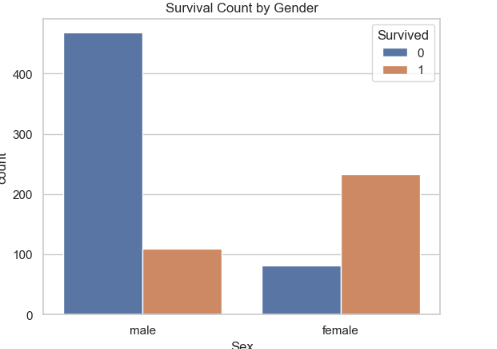 Survival Count by Gender
Survived
0
1
400
300
200
100
0
count
male
female
Sex